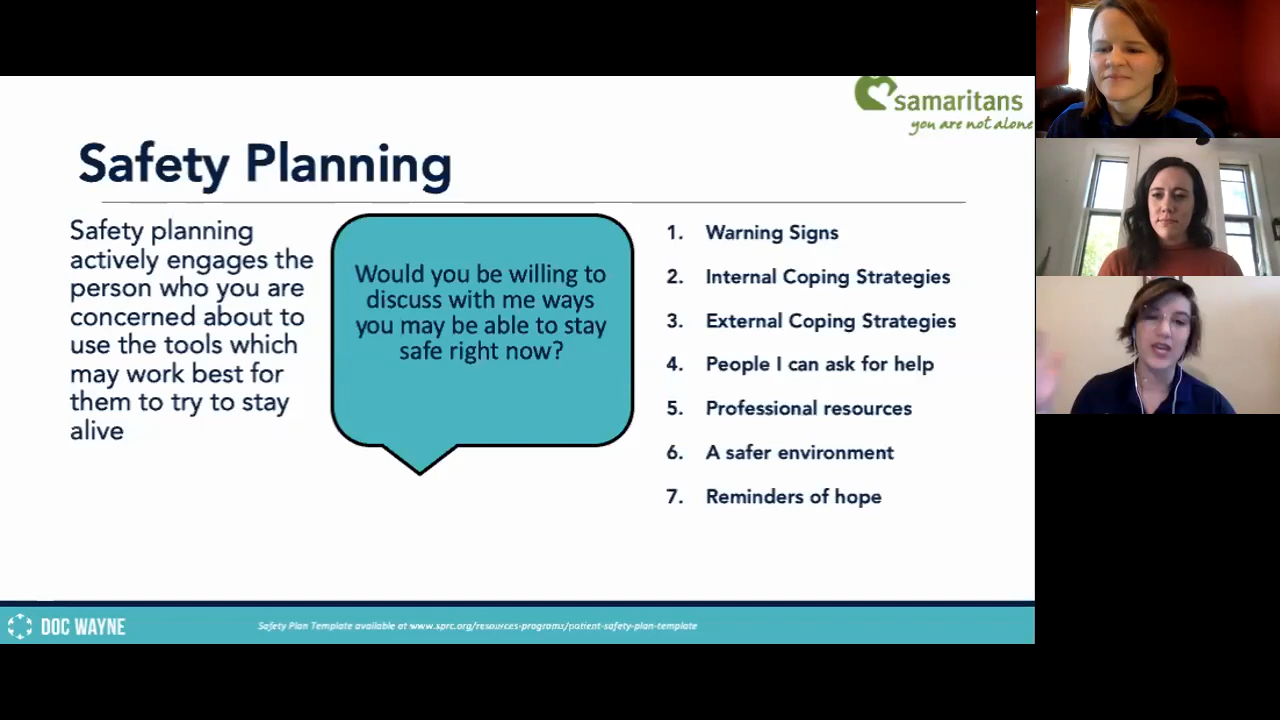 samaritans
you are not alone
Safety Planning
Safety planning
actively engages the
person who you are
concerned about to
use the tools which
may work best for
them to try to stay
alive
Would you be willing to
discuss with me ways
you may be able to stay
safe right now?
1. Warning Signs
2. Internal Coping Strategies
3. External Coping Strategies
4. People I can ask for help
5. Professional resources
6. A safer environment
7. Reminders of hope
DOC WAYNE
Safety Plan Template available at www.sprc.org/resources-programs/patient-safety-plan-template